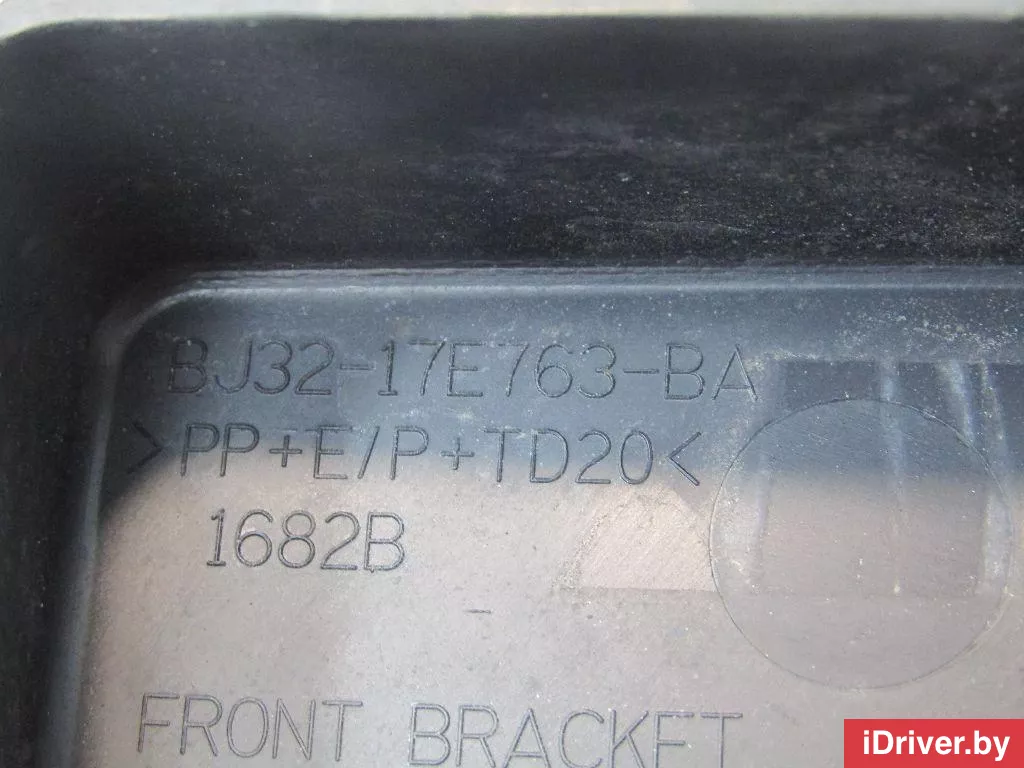 BJ32-17E763-BA
>PP+E/P+TD20<
1682B
FRONT BRACKET
iDriver.by